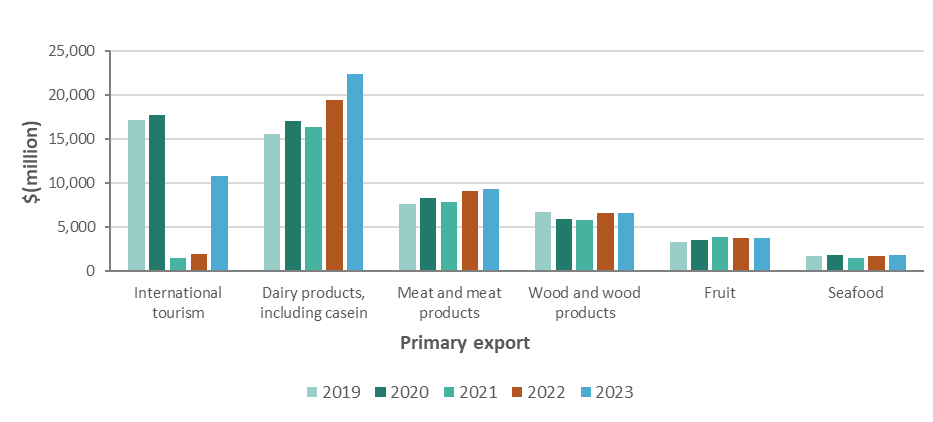 25,000
20,000
15,000
10,000
5,000
0
$(million)
International
tourism
Dairy products,
including casein
Meat and meat
products
Wood and wood
products
Fruit
Seafood
Primary export
2019 2020 2021 2022 2023